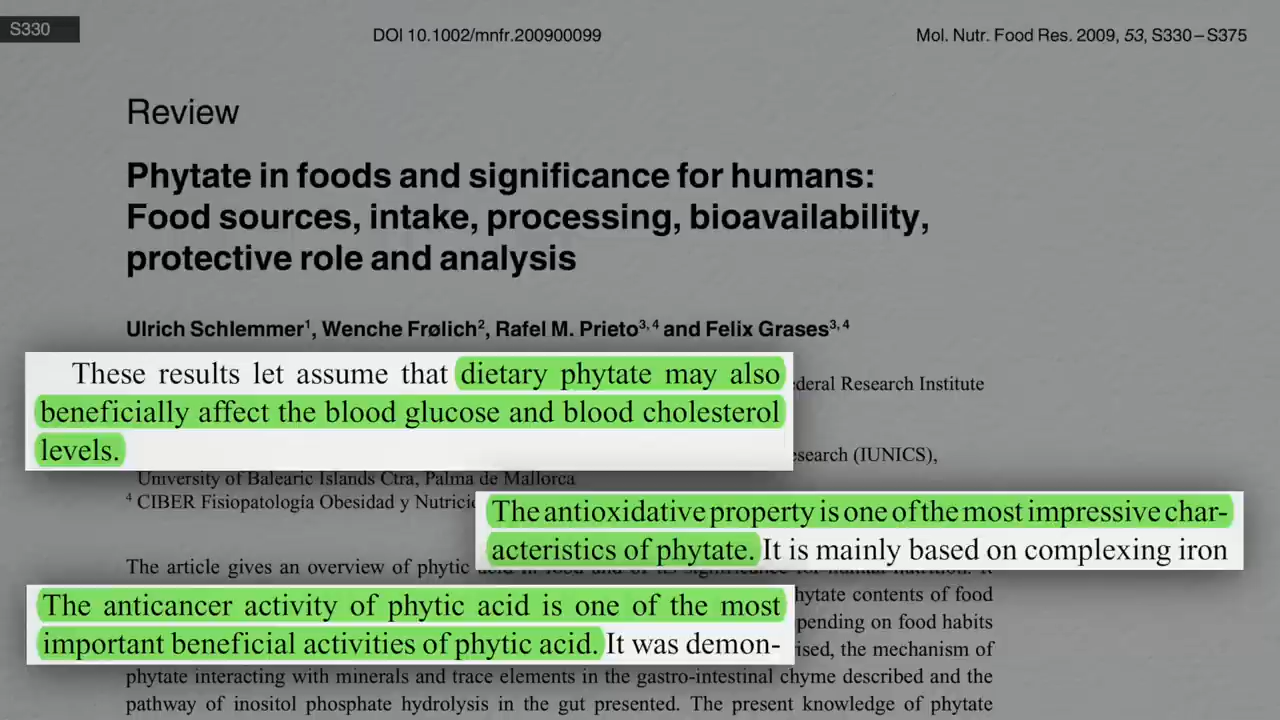 S330
DOI 10.1002/mnfr.200900099
Mol. Nutr. Food Res. 2009, 53, S330–S375
Review
Phytate in foods and significance for humans:
Food sources, intake, processing, bioavailability,
protective role and analysis
Ulrich Schlemmer1, Wenche Frølich2, Rafel M. Prieto3, 4 and Felix Grases3, 4
These results let assume that dietary phytate may also
beneficially affect the blood glucose and blood cholesterol
levels.
Research Institute
(IUNICS),
University of Balearic Islands Ctra, Palma de Mallorca
4 CIBER Fisiopatología Obesidad y
The antioxidative property is one of the most impressive char-
acteristics of phytate. It is mainly based on complexing iron
The article gives an overview of phytic
The anticancer activity of phytic acid is one of the most
important beneficial activities of phytic acid. It was demon-
contents of food
on food habits
the mechanism of
phytate interacting with minerals and trace elements in the gastro-intestinal chyme described and the
pathway of inositol phosphate hydrolysis in the gut presented. The present knowledge of phytate